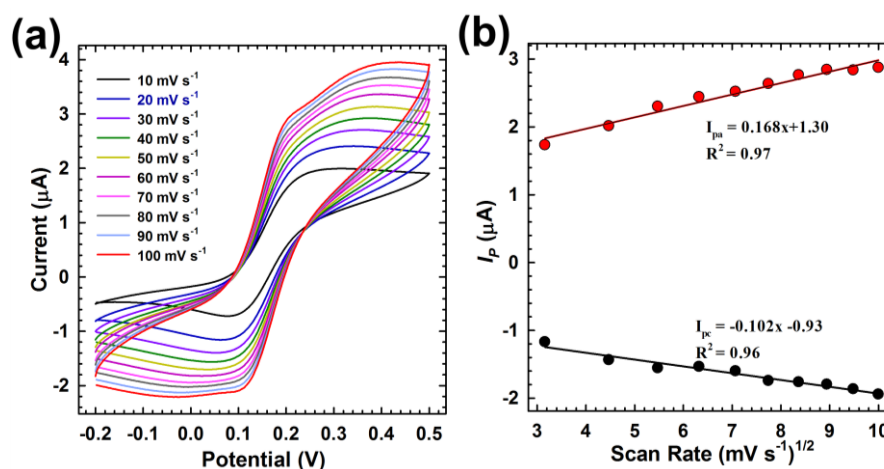 (a)
4
3
2
1
0
-1
-2
Current (μA)
10 mV s⁻¹
20 mV s⁻¹
30 mV s⁻¹
40 mV s⁻¹
50 mV s⁻¹
60 mV s⁻¹
70 mV s⁻¹
80 mV s⁻¹
90 mV s⁻¹
100 mV s⁻¹
-0.2 -0.1 0.0 0.1 0.2 0.3 0.4 0.5
Potential (V)
(b)
3
2
1
0
-1
-2
I_P (μA)
I_pa = 0.168x+1.30
R² = 0.97
I_pc = -0.102x -0.93
R² = 0.96
3 4 5 6 7 8 9 10
Scan Rate (mV s⁻¹)^1/2